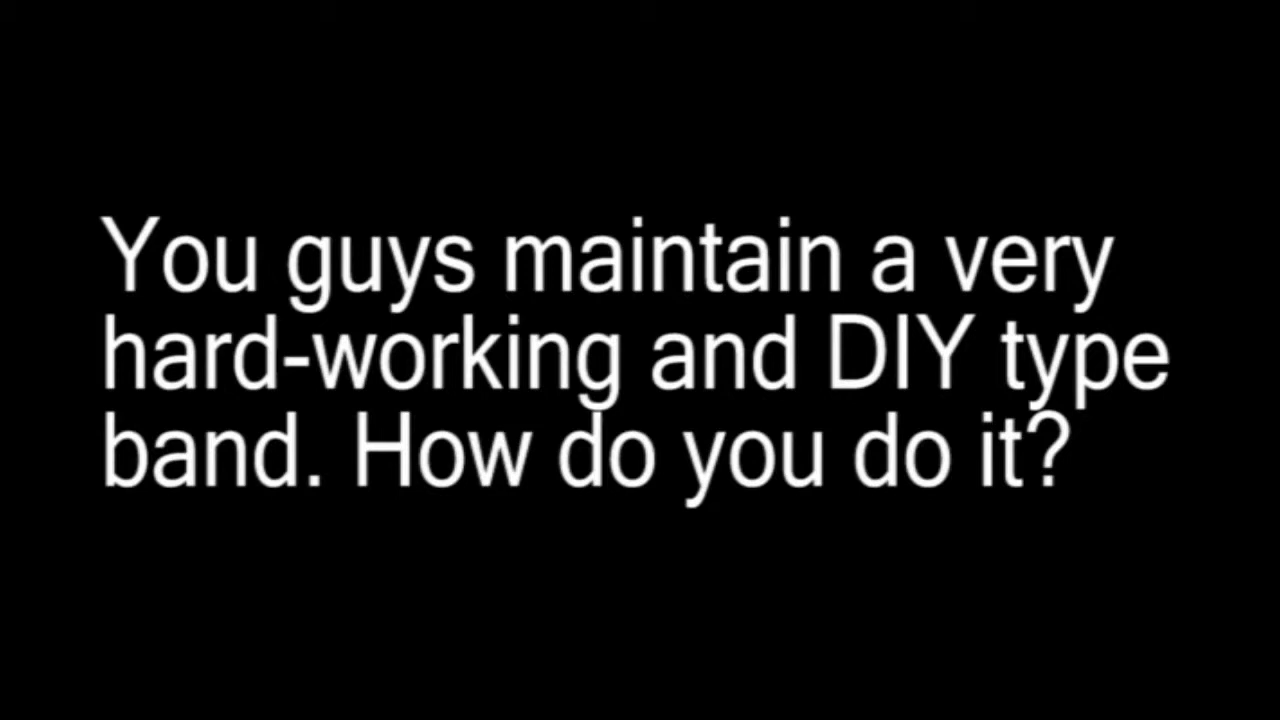 You guys maintain a very
hard-working and DIY type
band. How do you do it?